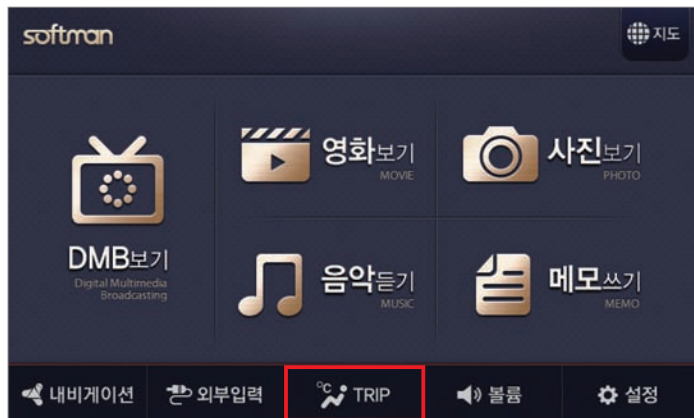 softman
지도
DMB보기
Digital Multimedia
Broadcasting
영화보기
MOVIE
사진보기
PHOTO
음악듣기
MUSIC
메모쓰기
MEMO
내비게이션
외부입력
°C TRIP
볼륨
설정